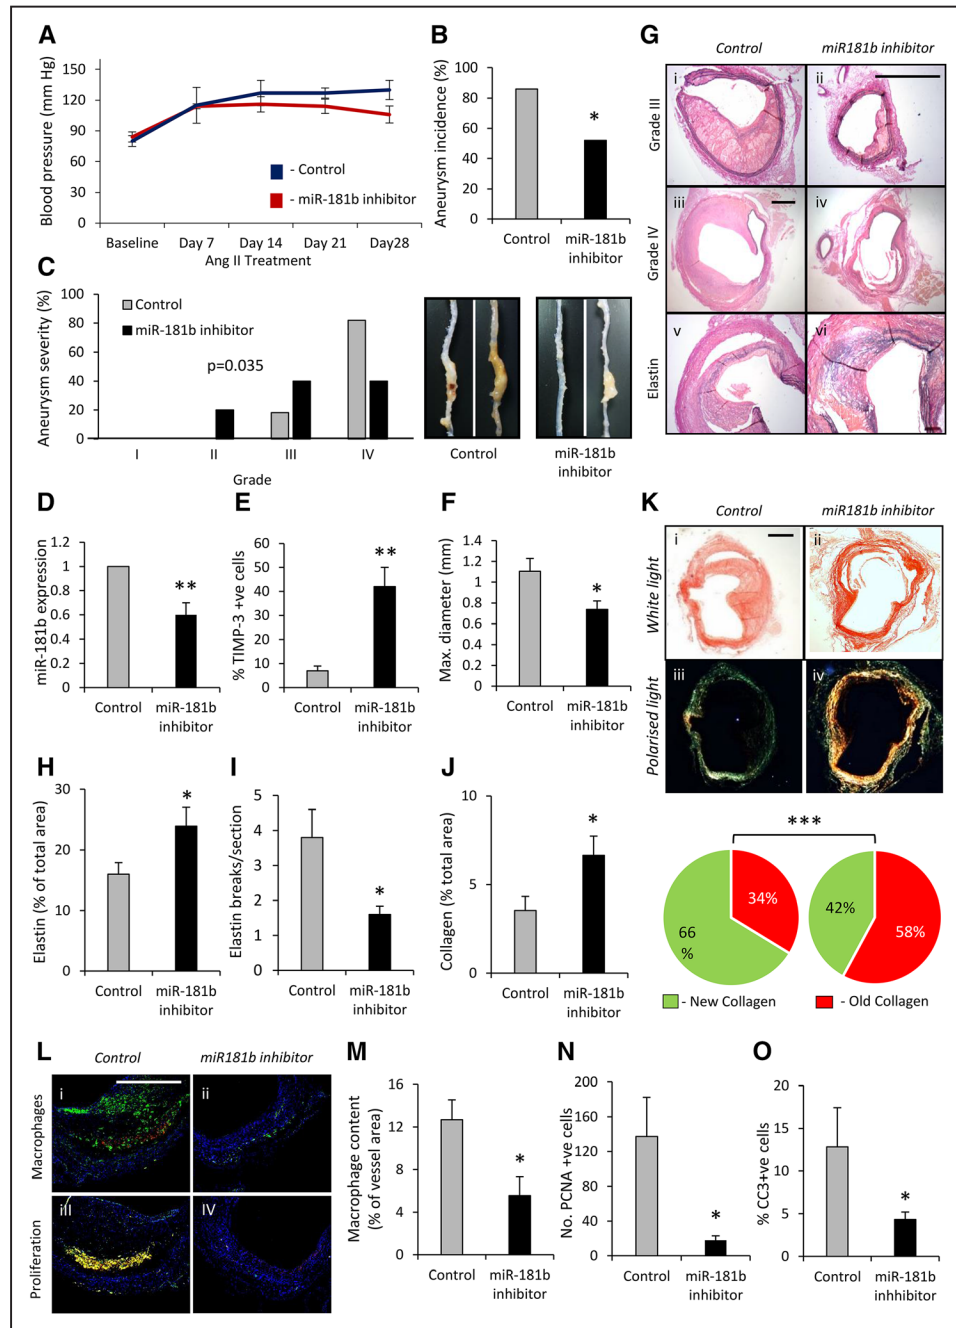 A
Blood pressure (mm Hg)
150
120
90
60
30
0
- Control
- miR-181b inhibitor
Baseline Day 7 Day 14 Day 21 Day28
Ang II Treatment
B
Aneurysm incidence (%)
100
80
60
40
20
0
*
Control miR-181b
inhibitor
C
Aneurysm severity (%)
100
80
60
40
20
0
Control
miR-181b inhibitor
p=0.035
I II III IV
Grade
Control miR-181b
inhibitor
G
Control miR181b inhibitor
Grade III
i ii
Grade IV
iii iv
Elastin
v vi
D
miR-181b expression
1.2
1
0.8
0.6
0.4
0.2
0
**
Control miR-181b
inhibitor
E
% TIMP-3 +ve cells
60
50
40
30
20
10
0
**
Control miR-181b
inhibitor
F
Max. diameter (mm)
1.4
1.2
1
0.8
0.6
0.4
0.2
0
*
Control miR-181b
inhibitor
K
Control miR181b inhibitor
White light
i ii
Polarised light
iii iv
***
66
%
34%
42%
58%
- New Collagen - Old Collagen
H
Elastin (% of total area)
30
20
10
0
*
Control miR-181b
inhibitor
I
Elastin breaks/section
5
4
3
2
1
0
*
Control miR-181b
inhibitor
J
Collagen (% total area)
10
5
0
*
Control miR-181b
inhibitor
L
Control miR181b inhibitor
Macrophages
i ii
Proliferation
iii IV
M
Macrophage content
(% of vessel area)
16
12
8
4
0
*
Control miR-181b
inhibitor
N
No. PCNA +ve cells
200
160
120
80
40
0
*
Control miR-181b
inhibitor
O
% CC3+ve cells
20
15
10
5
0
*
Control miR-181b
inhhibitor